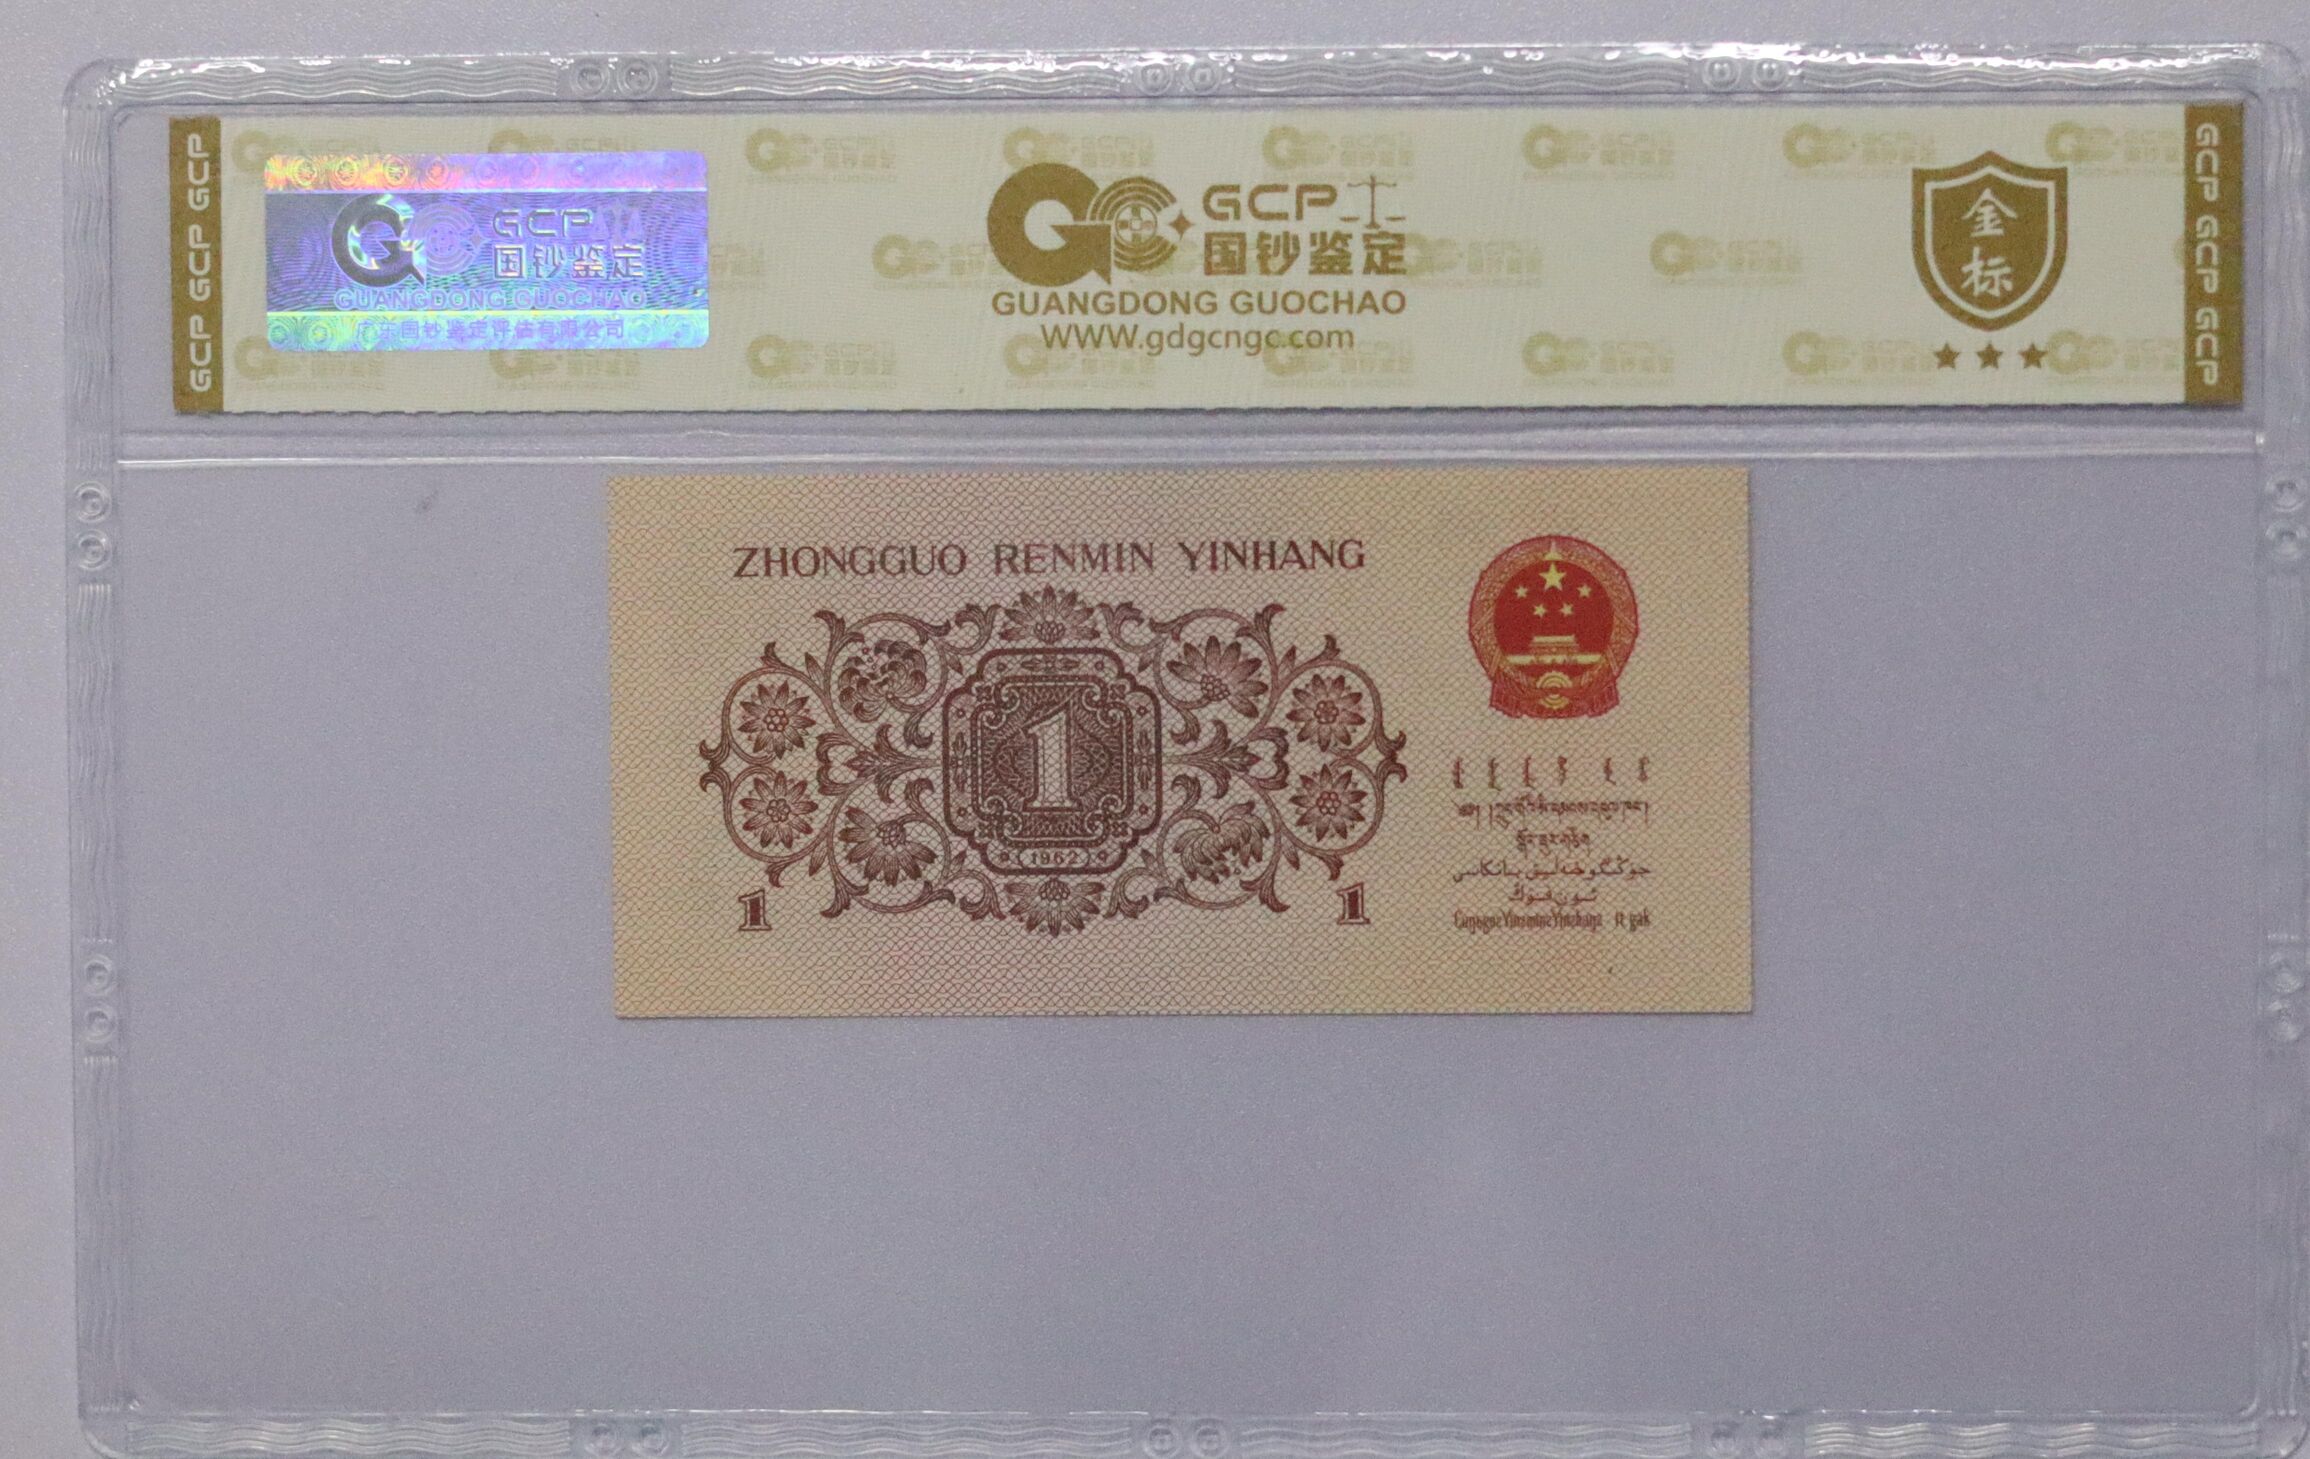 GCP GCP GCP
GCP
国钞鉴定
GUANGDONG GUOCHAO
广东国钞鉴定评估有限公司
GCP
国钞鉴定
GUANGDONG GUOCHAO
WWW.gdgcngc.com
金标
GCP GCP GCP
ZHONGGUO RENMIN YINHANG
1
1962
1
1